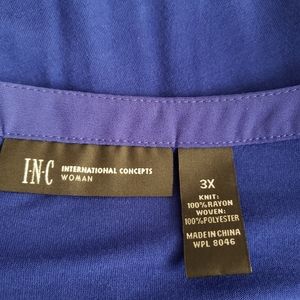 I·N·C INTERNATIONAL CONCEPTS
WOMAN
3X
KNIT:
100% RAYON
WOVEN:
100% POLYESTER
MADE IN CHINA
WPL 8046